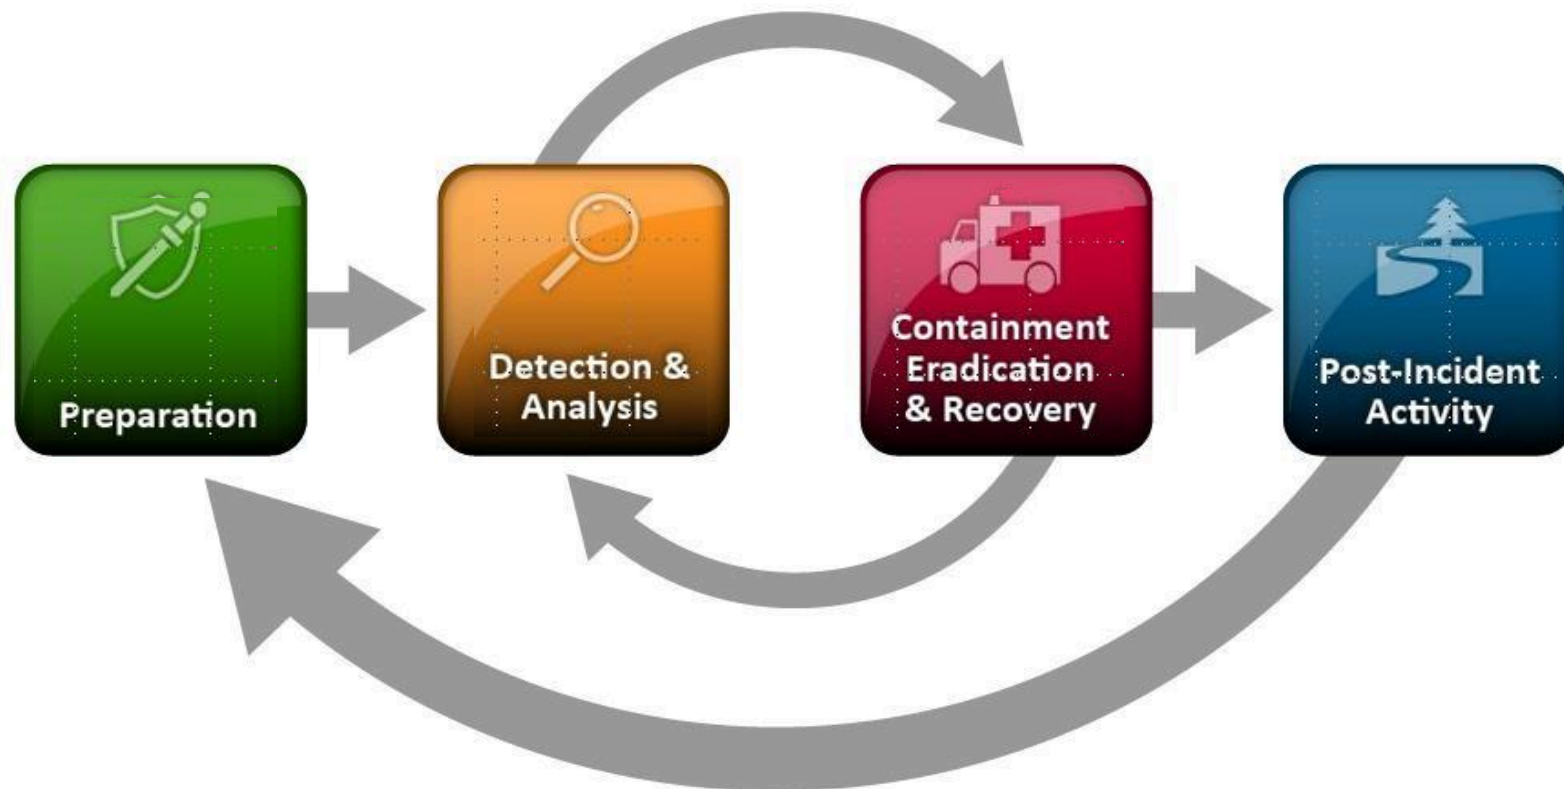 Preparation
Detection &
Analysis
Containment
Eradication
& Recovery
Post-Incident
Activity